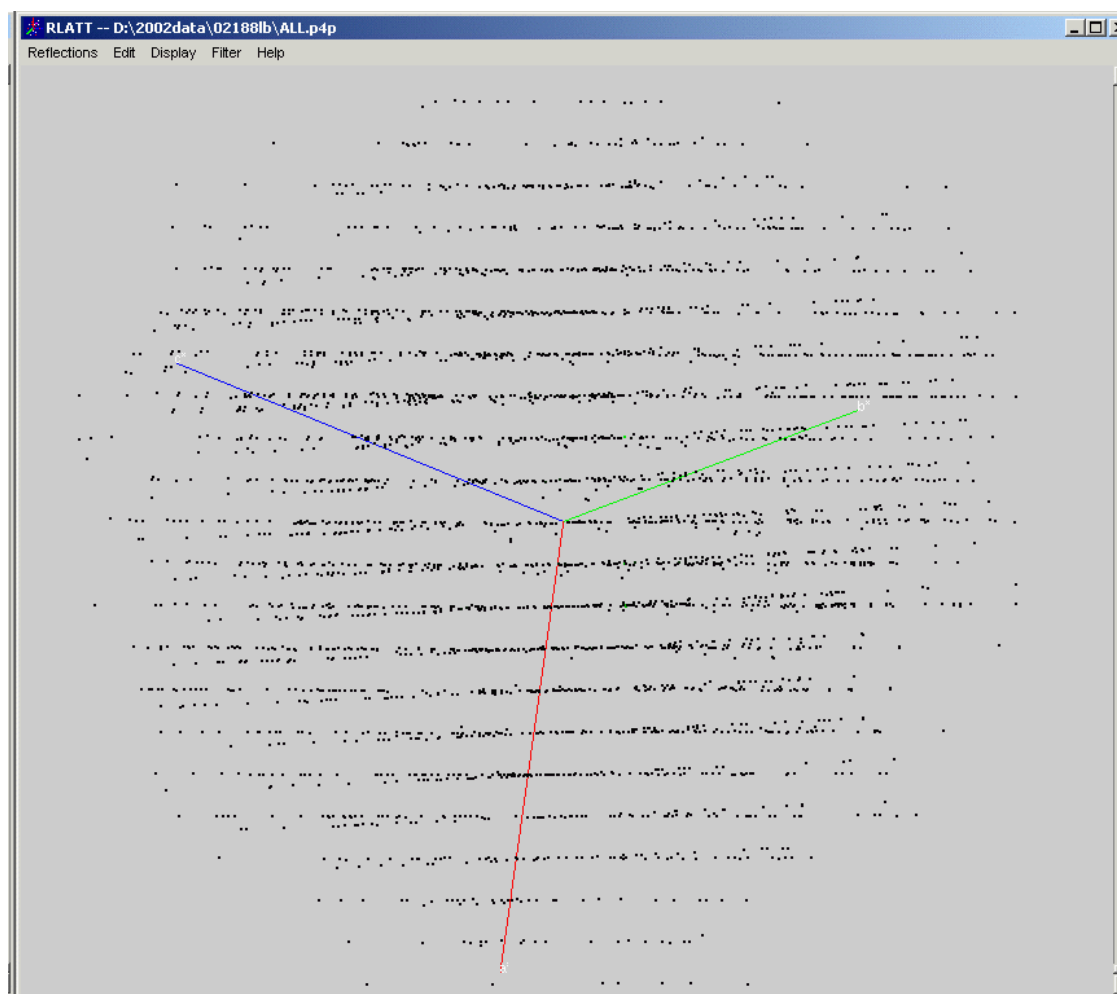 RLATT -- D:\2002data\02188lb\ALL.p4p
Reflections Edit Display Filter Help
c*
b*
a*